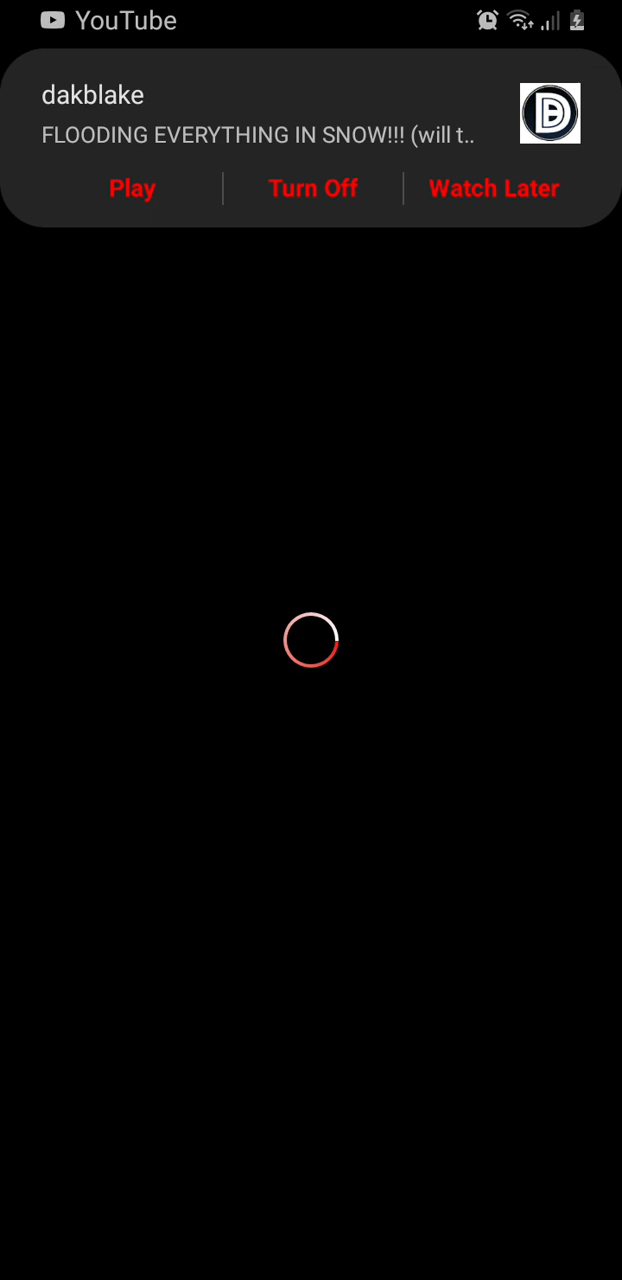 YouTube
dakblake
FLOODING EVERYTHING IN SNOW!!! (will t..
Play
Turn Off
Watch Later